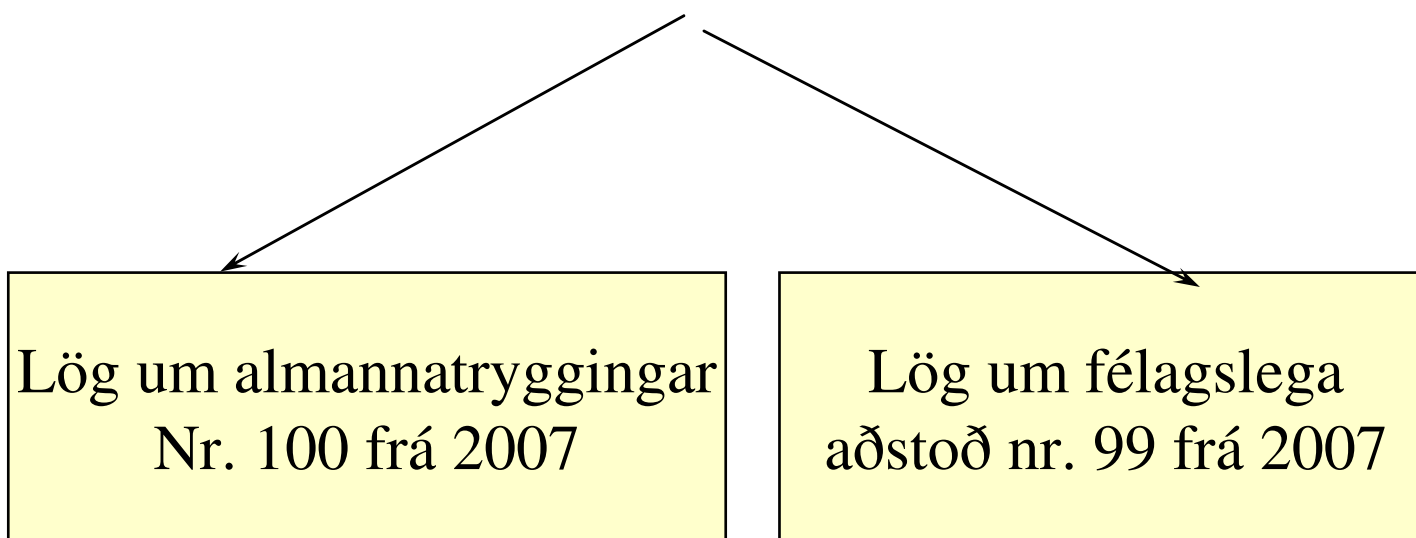 Lög um almannatryggingar
Nr. 100 frá 2007
Lög um félagslega
aðstoð nr. 99 frá 2007